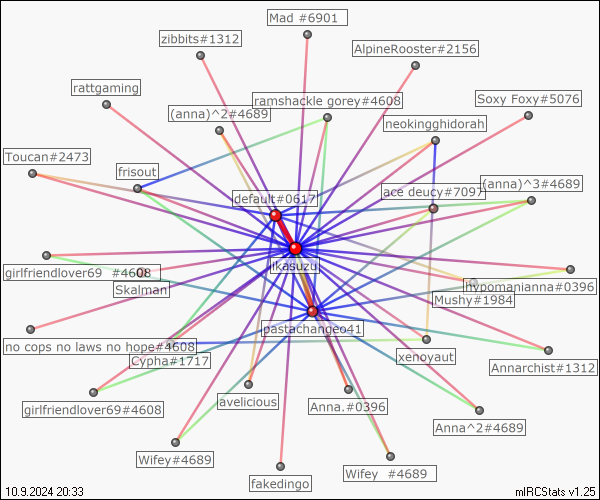 Mad #6901
zibbits#1312
AlpineRooster#2156
rattgaming
ramshackle gorey#4608
Soxy Foxy#5076
(anna)^2#4689
neokingghidorah
Toucan#2473
frisout
ace deucy#7097
(anna)^3#4689
default#0617
likasuzu
girlfriendlover69 #4608
Skalman
hypomanianna#0396
Mushy#1984
pastachangeo41
no cops no laws no hope#4608
Cypha#1717
xenoyaut
Annarchist#1312
girlfriendlover69#4608
avelicious
Anna.#0396
Anna^2#4689
Wifey#4689
fakedingo
Wifey #4689
10.9.2024 20:33
mIRCStats v1.25